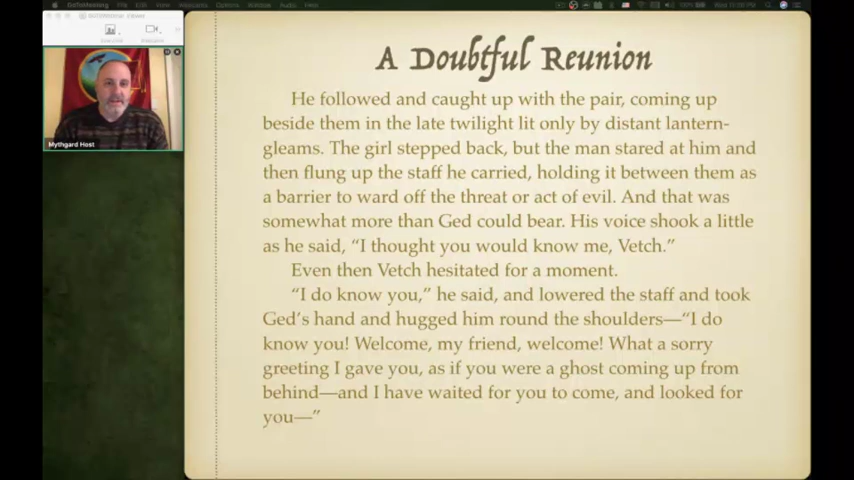 GoToWebinar Viewer
Mythgard Host
A Doubtful Reunion
He followed and caught up with the pair, coming up
beside them in the late twilight lit only by distant lantern-
gleams. The girl stepped back, but the man stared at him and
then flung up the staff he carried, holding it between them as
a barrier to ward off the threat or act of evil. And that was
somewhat more than Ged could bear. His voice shook a little
as he said, “I thought you would know me, Vetch.”
Even then Vetch hesitated for a moment.
“I do know you,” he said, and lowered the staff and took
Ged’s hand and hugged him round the shoulders—“I do
know you! Welcome, my friend, welcome! What a sorry
greeting I gave you, as if you were a ghost coming up from
behind—and I have waited for you to come, and looked for
you—”